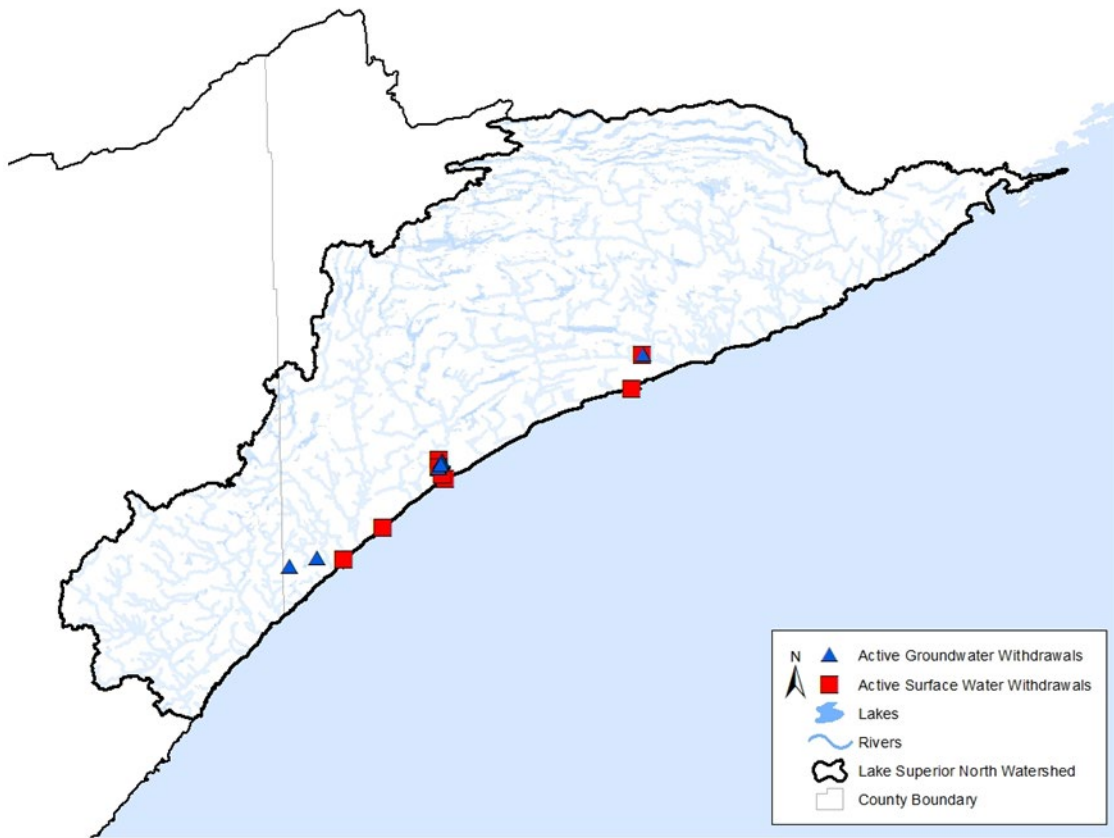 N
Active Groundwater Withdrawals
Active Surface Water Withdrawals
Lakes
Rivers
Lake Superior North Watershed
County Boundary